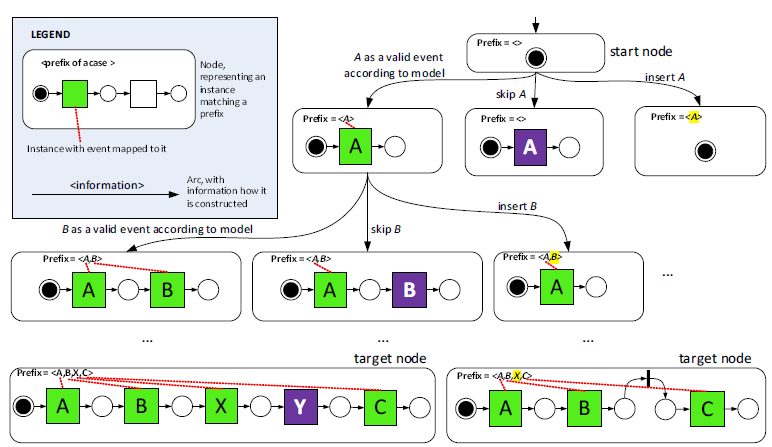 LEGEND
<prefix of a case >
Node,
representing an
instance
matching a
prefix
Instance with event mapped to it
<information>
Arc, with
information how it
is constructed
Prefix = <>
start node
A as a valid event
according to model
skip A
insert A
Prefix = <A>
A
Prefix = <>
A
Prefix =<A>
B as a valid event according to model
skip B
insert B
Prefix = <A,B>
A
B
Prefix = <A,B>
A
B
Prefix = <A,B>
A
...
...
...
...
target node
Prefix = <A,B,X,C>
A
B
X
Y
C
target node
Prefix = <A,B,X,C>
A
B
C